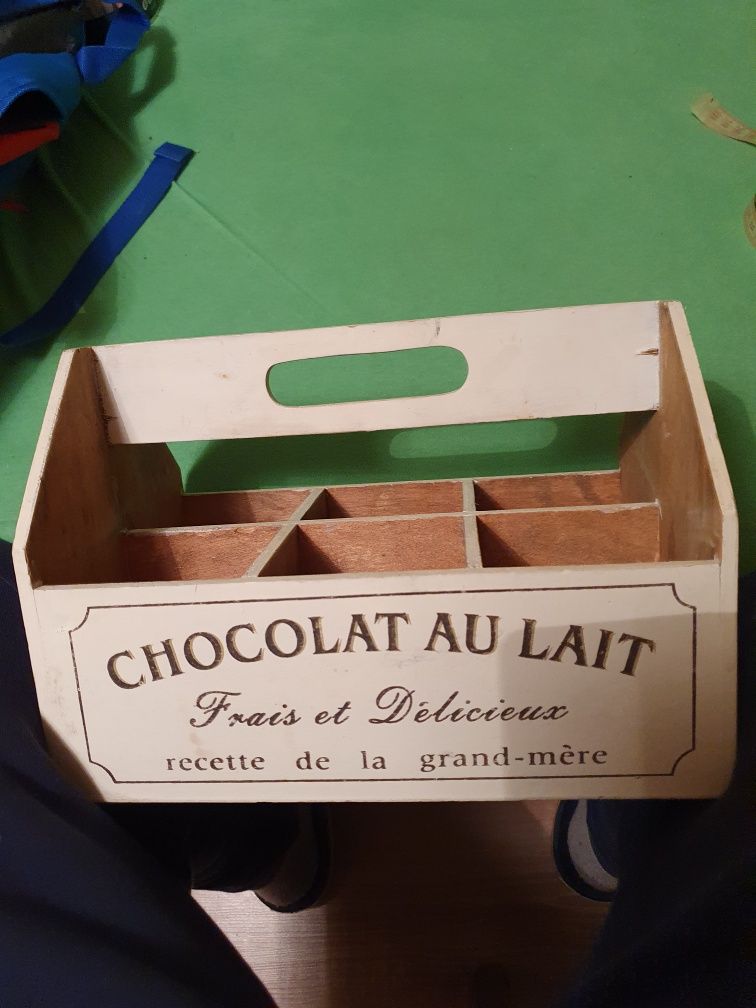 CHOCOLAT AU LAIT
Frais et Délicieux
recette de la grand-mère